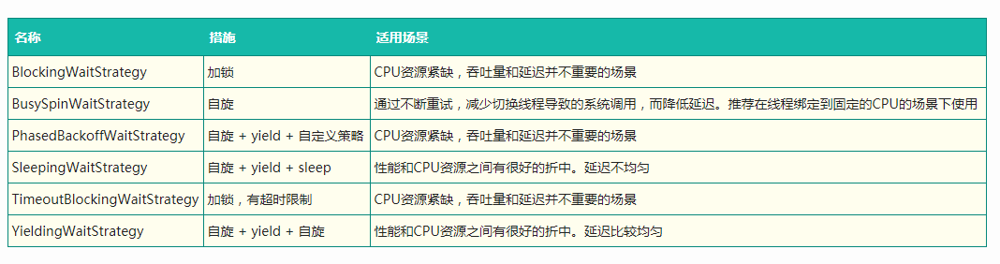 名称 措施 适用场景
BlockingWaitStrategy 加锁 CPU资源紧缺，吞吐量和延迟并不重要的场景
BusySpinWaitStrategy 自旋 通过不断重试，减少切换线程导致的系统调用，而降低延迟。推荐在线程绑定到固定的CPU的场景下使用
PhasedBackoffWaitStrategy 自旋 + yield + 自定义策略 CPU资源紧缺，吞吐量和延迟并不重要的场景
SleepingWaitStrategy 自旋 + yield + sleep 性能和CPU资源之间有很好的折中。延迟不均匀
TimeoutBlockingWaitStrategy 加锁，有超时限制 CPU资源紧缺，吞吐量和延迟并不重要的场景
YieldingWaitStrategy 自旋 + yield + 自旋 性能和CPU资源之间有很好的折中。延迟比较均匀